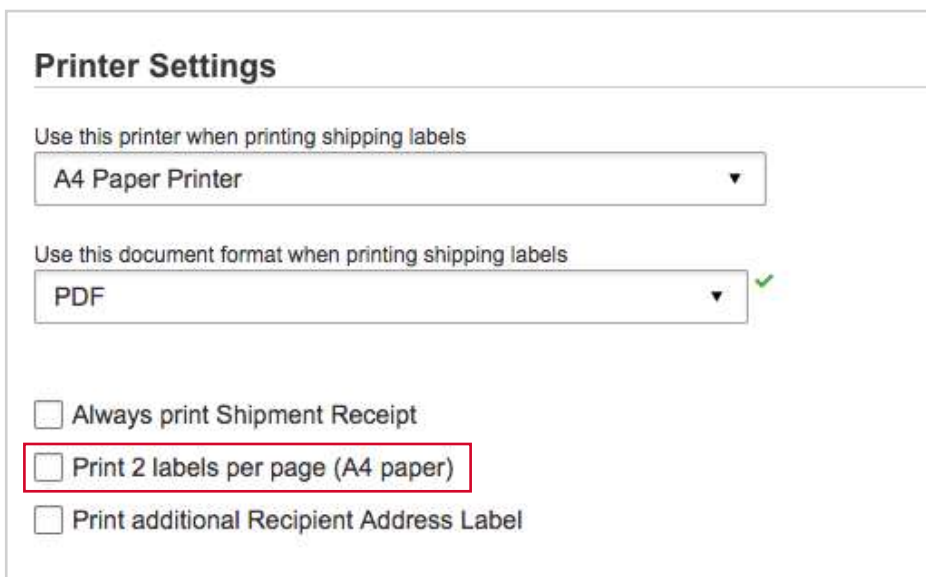 Printer Settings
Use this printer when printing shipping labels
A4 Paper Printer
Use this document format when printing shipping labels
PDF
Always print Shipment Receipt
Print 2 labels per page (A4 paper)
Print additional Recipient Address Label